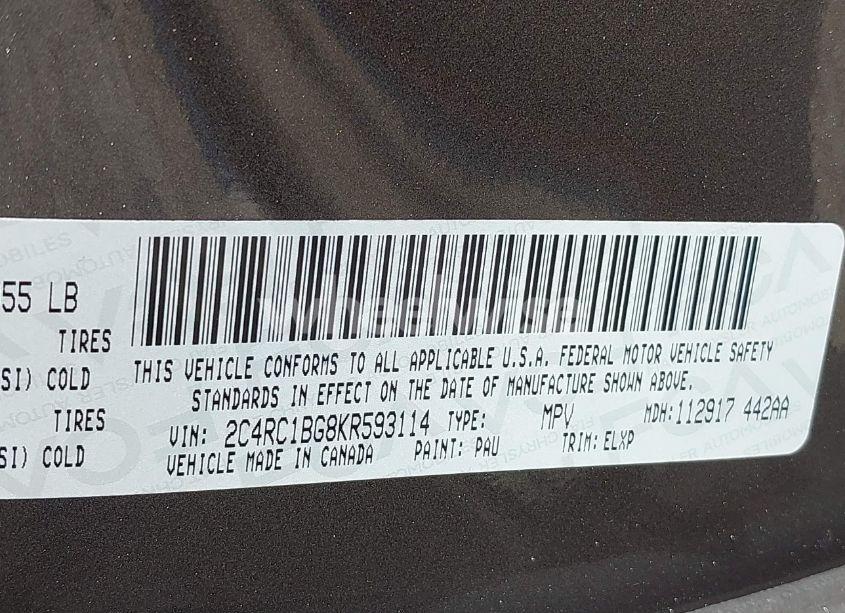 55 LB
TIRES
SI) COLD
TIRES
SI) COLD
THIS VEHICLE CONFORMS TO ALL APPLICABLE U.S.A. FEDERAL MOTOR VEHICLE SAFETY
STANDARDS IN EFFECT ON THE DATE OF MANUFACTURE SHOWN ABOVE.
VIN: 2C4RC1BG8KR593114 TYPE: MPV MDH:112917 442AA
VEHICLE MADE IN CANADA PAINT: PAU TRIM: ELXP